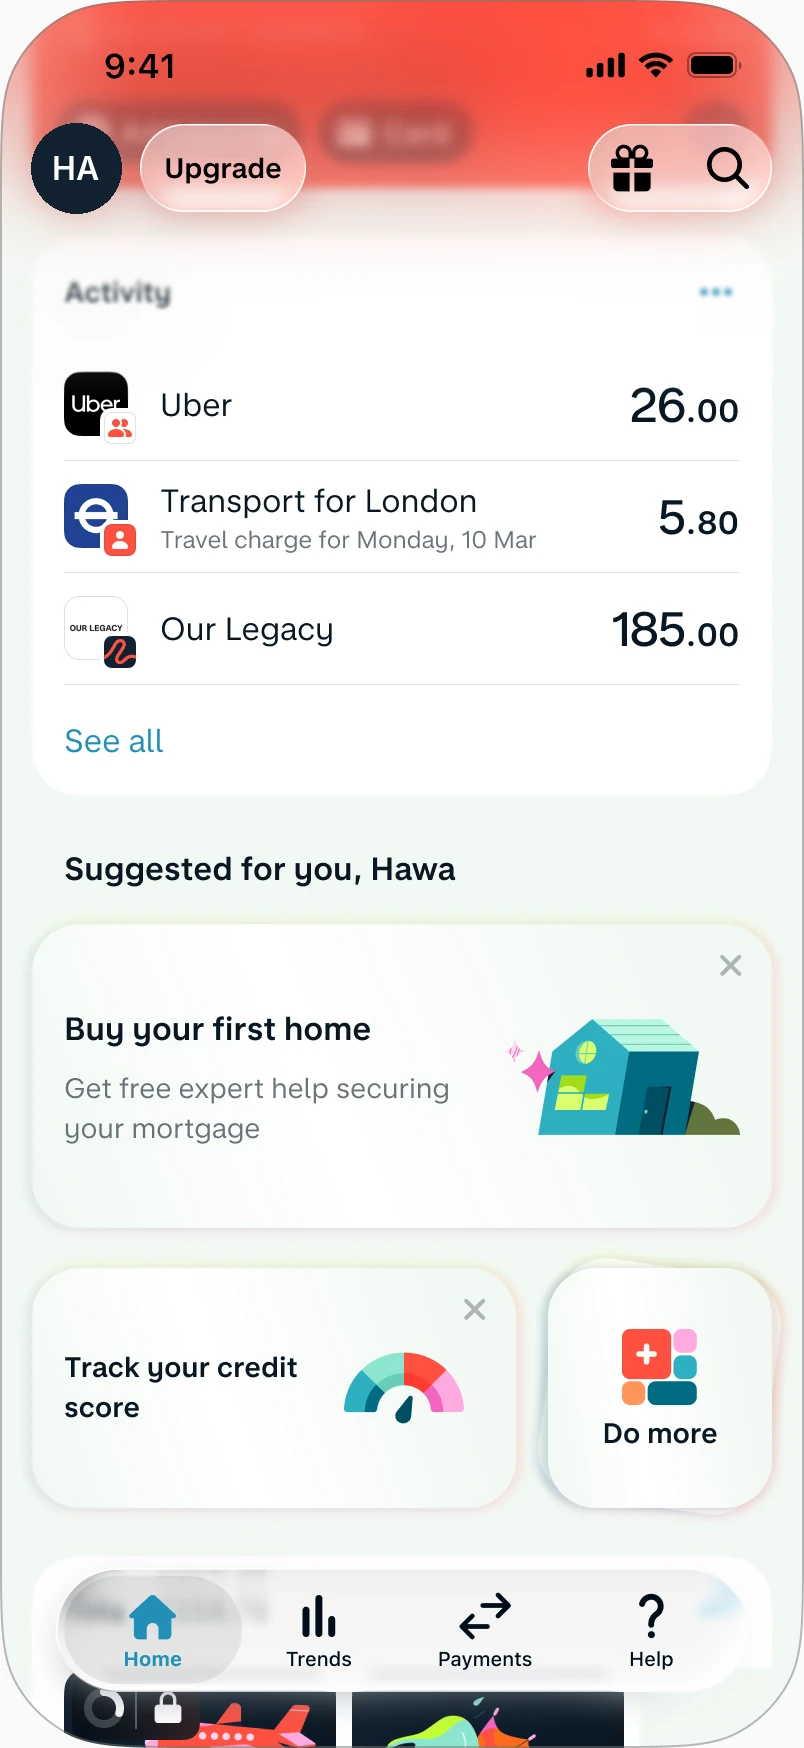 9:41
HA
Upgrade
Card
Activity
Uber
Uber
26.00
Transport for London
Travel charge for Monday, 10 Mar
5.80
OUR LEGACY
Our Legacy
185.00
See all
Suggested for you, Hawa
Buy your first home
Get free expert help securing
your mortgage
Track your credit
score
Do more
Home
Trends
Payments
Help